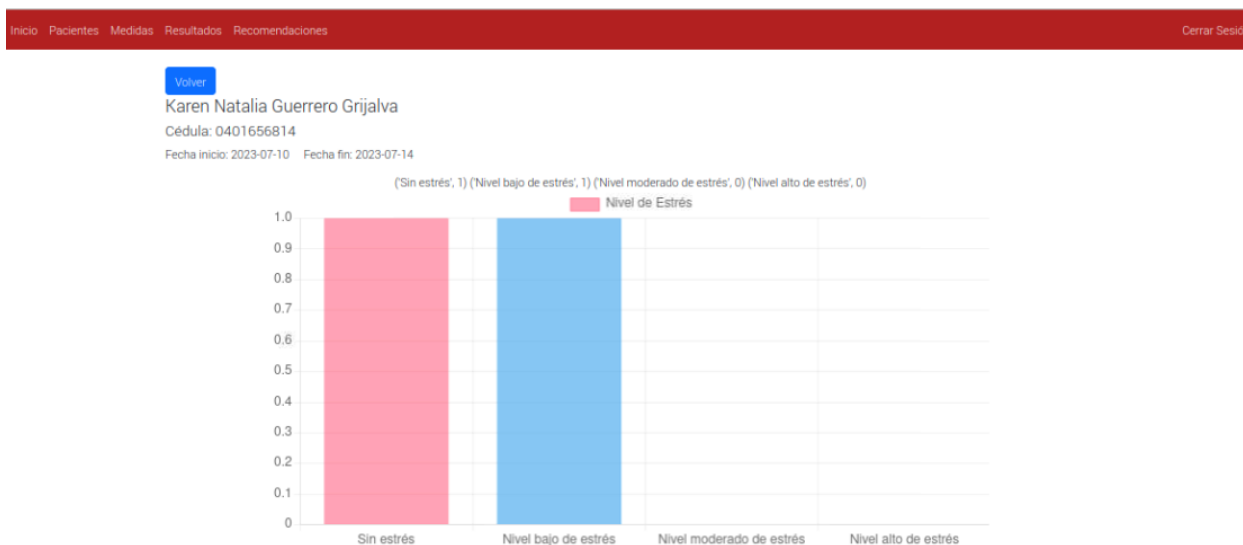 Inicio Pacientes Medidas Resultados Recomendaciones Cerrar Sesió
Volver
Karen Natalia Guerrero Grijalva
Cédula: 0401656814
Fecha inicio: 2023-07-10 Fecha fin: 2023-07-14
('Sin estrés', 1) ('Nivel bajo de estrés', 1) ('Nivel moderado de estrés', 0) ('Nivel alto de estrés', 0)
Nivel de Estrés
1.0
0.9
0.8
0.7
0.6
0.5
0.4
0.3
0.2
0.1
0
Sin estrés Nivel bajo de estrés Nivel moderado de estrés Nivel alto de estrés